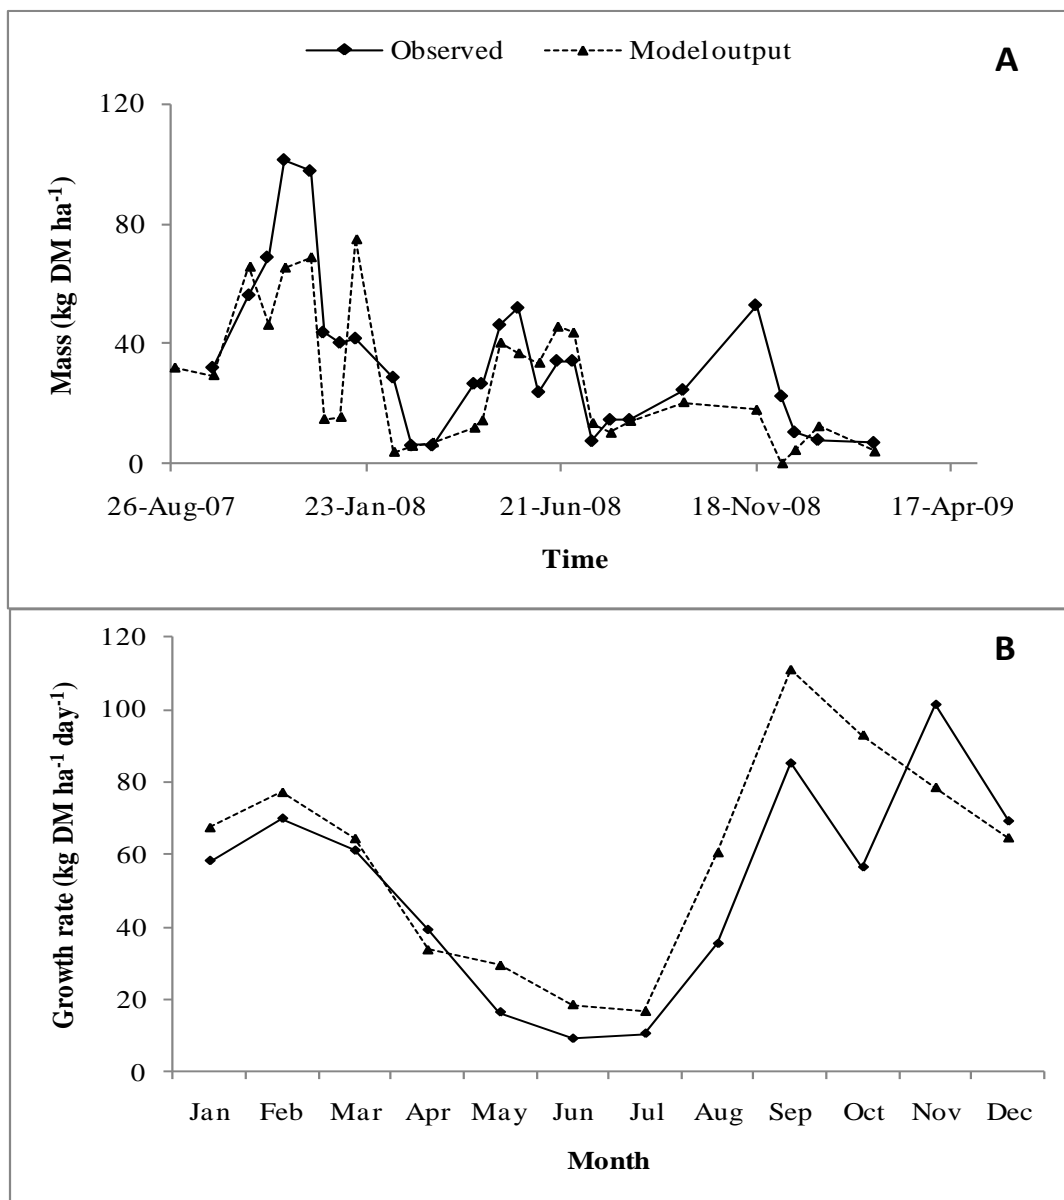 Observed Model output
A
120
80
40
0
Mass (kg DM ha-1)
26-Aug-07 23-Jan-08 21-Jun-08 18-Nov-08 17-Apr-09
Time
B
120
100
80
60
40
20
0
Growth rate (kg DM ha-1 day-1)
Jan Feb Mar Apr May Jun Jul Aug Sep Oct Nov Dec
Month